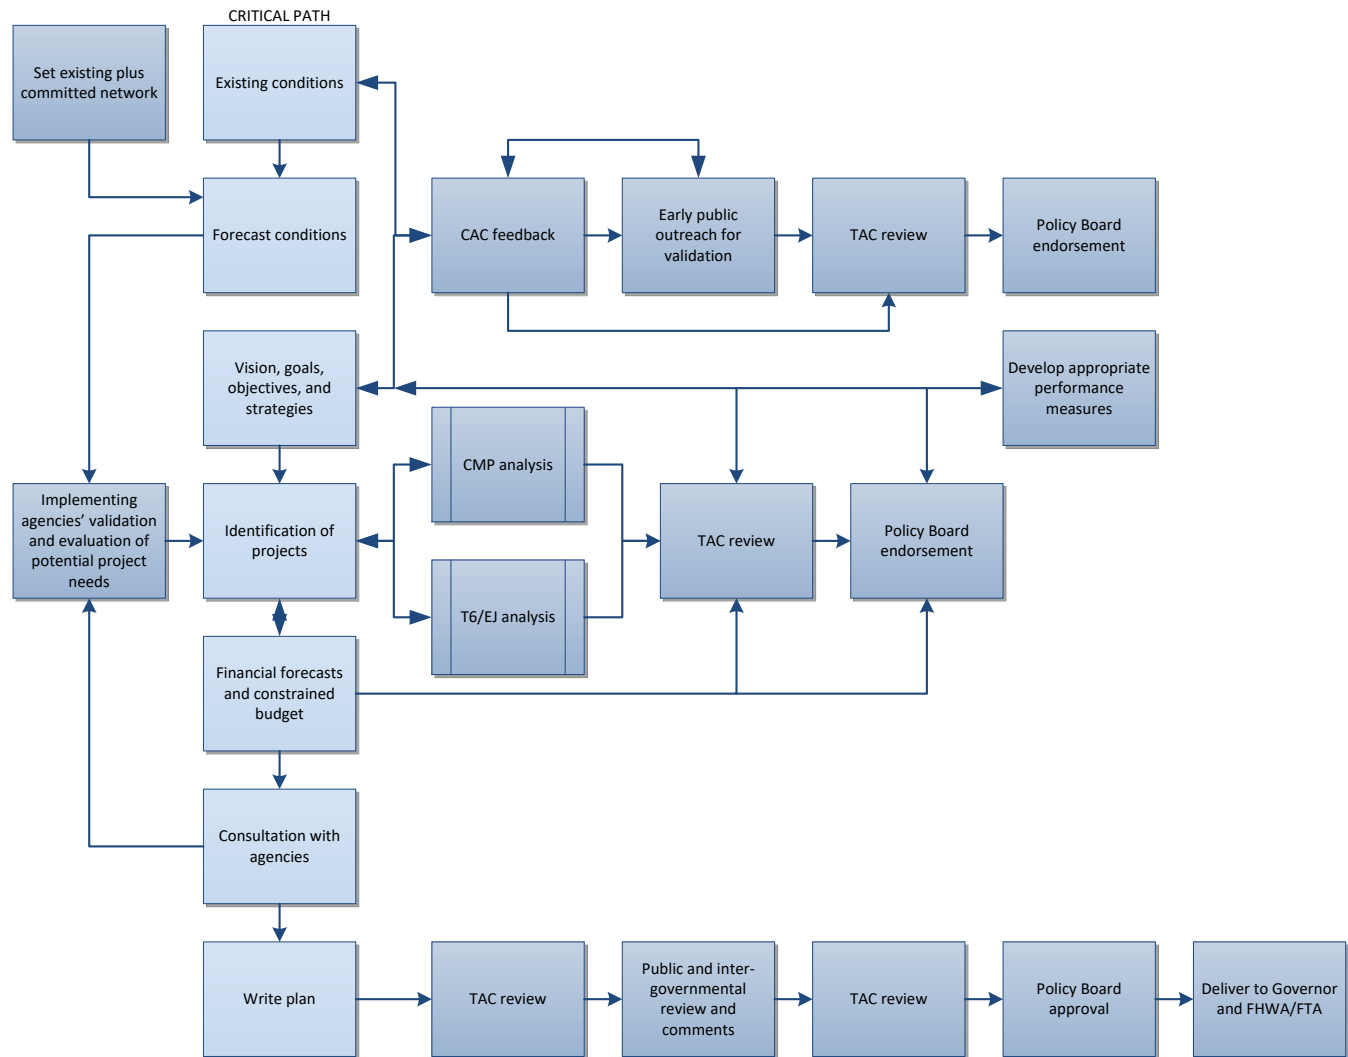 CRITICAL PATH
Set existing plus
committed network
Existing conditions
Forecast conditions
CAC feedback
Early public
outreach for
validation
TAC review
Policy Board
endorsement
Vision, goals,
objectives, and
strategies
Develop appropriate
performance
measures
Implementing
agencies’ validation
and evaluation of
potential project
needs
Identification of
projects
CMP analysis
T6/EJ analysis
TAC review
Policy Board
endorsement
Financial forecasts
and constrained
budget
Consultation with
agencies
Write plan
TAC review
Public and inter-
governmental
review and
comments
TAC review
Policy Board
approval
Deliver to Governor
and FHWA/FTA